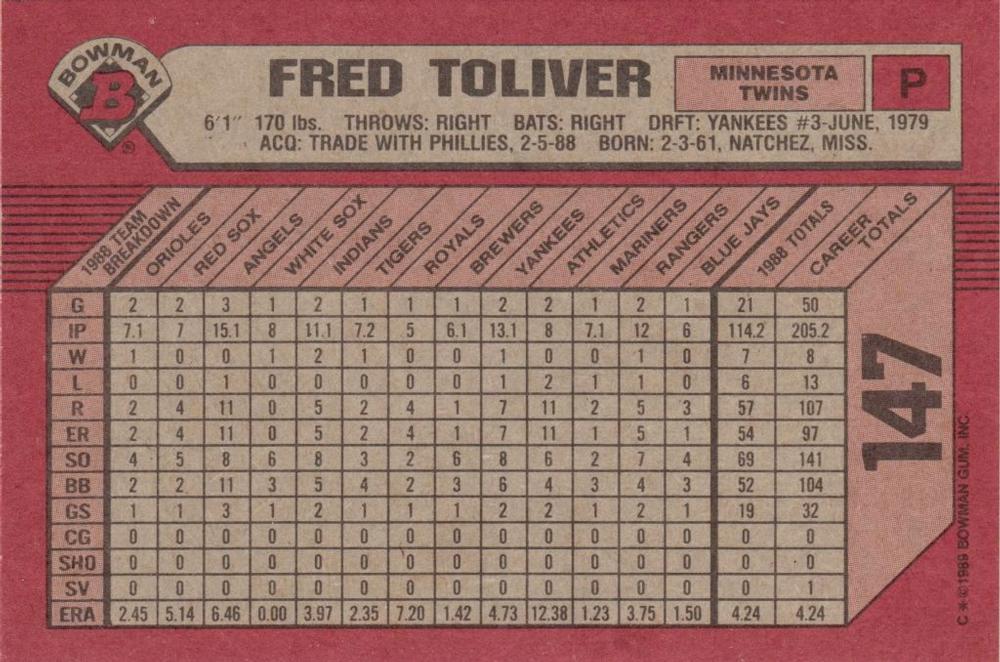 BOWMAN
B
®
FRED TOLIVER
MINNESOTA
TWINS
P
6'1" 170 lbs. THROWS: RIGHT BATS: RIGHT DRFT: YANKEES #3-JUNE, 1979
ACQ: TRADE WITH PHILLIES, 2-5-88 BORN: 2-3-61, NATCHEZ, MISS.
1988 TEAM BREAKDOWN ORIOLES RED SOX ANGELS WHITE SOX INDIANS TIGERS ROYALS BREWERS YANKEES ATHLETICS MARINERS RANGERS BLUE JAYS 1988 TOTALS CAREER TOTALS
G 2 2 3 1 2 1 1 1 2 2 1 2 1 21 50
IP 7.1 7 15.1 8 11.1 7.2 5 6.1 13.1 8 7.1 12 6 114.2 205.2
W 1 0 0 1 2 1 0 0 1 0 0 1 0 7 8
L 0 0 1 0 0 0 0 0 1 2 1 1 0 6 13
R 2 4 11 0 5 2 4 1 7 11 2 5 3 57 107
ER 2 4 11 0 5 2 4 1 7 11 1 5 1 54 97
SO 4 5 8 6 8 3 2 6 8 6 2 7 4 69 141
BB 2 2 11 3 5 4 2 3 6 4 3 4 3 52 104
GS 1 1 3 1 2 1 1 1 2 2 1 2 1 19 32
CG 0 0 0 0 0 0 0 0 0 0 0 0 0 0 0
SHO 0 0 0 0 0 0 0 0 0 0 0 0 0 0 0
SV 0 0 0 0 0 0 0 0 0 0 0 0 0 0 1
ERA 2.45 5.14 6.46 0.00 3.97 2.35 7.20 1.42 4.73 12.38 1.23 3.75 1.50 4.24 4.24
147
C*©1989 BOWMAN GUM, INC.